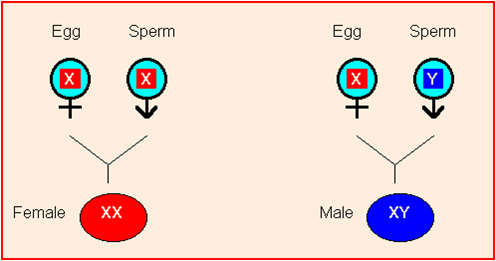 Egg Sperm Egg Sperm
X X X Y
Female XX Male XY